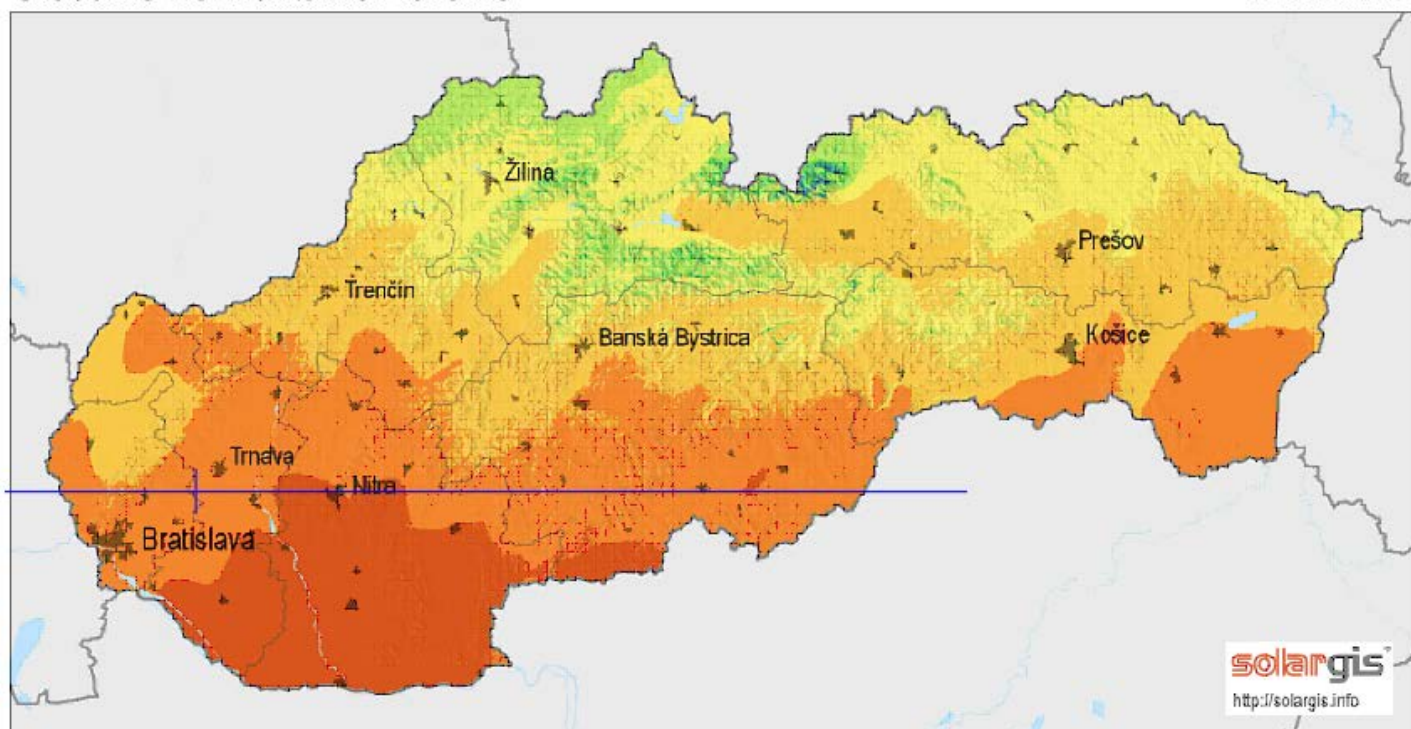 Žilina
Prešov
Trenčín
Košice
Banská Bystrica
Trnava
Nitra
Bratislava
solargis
http://solargis.info